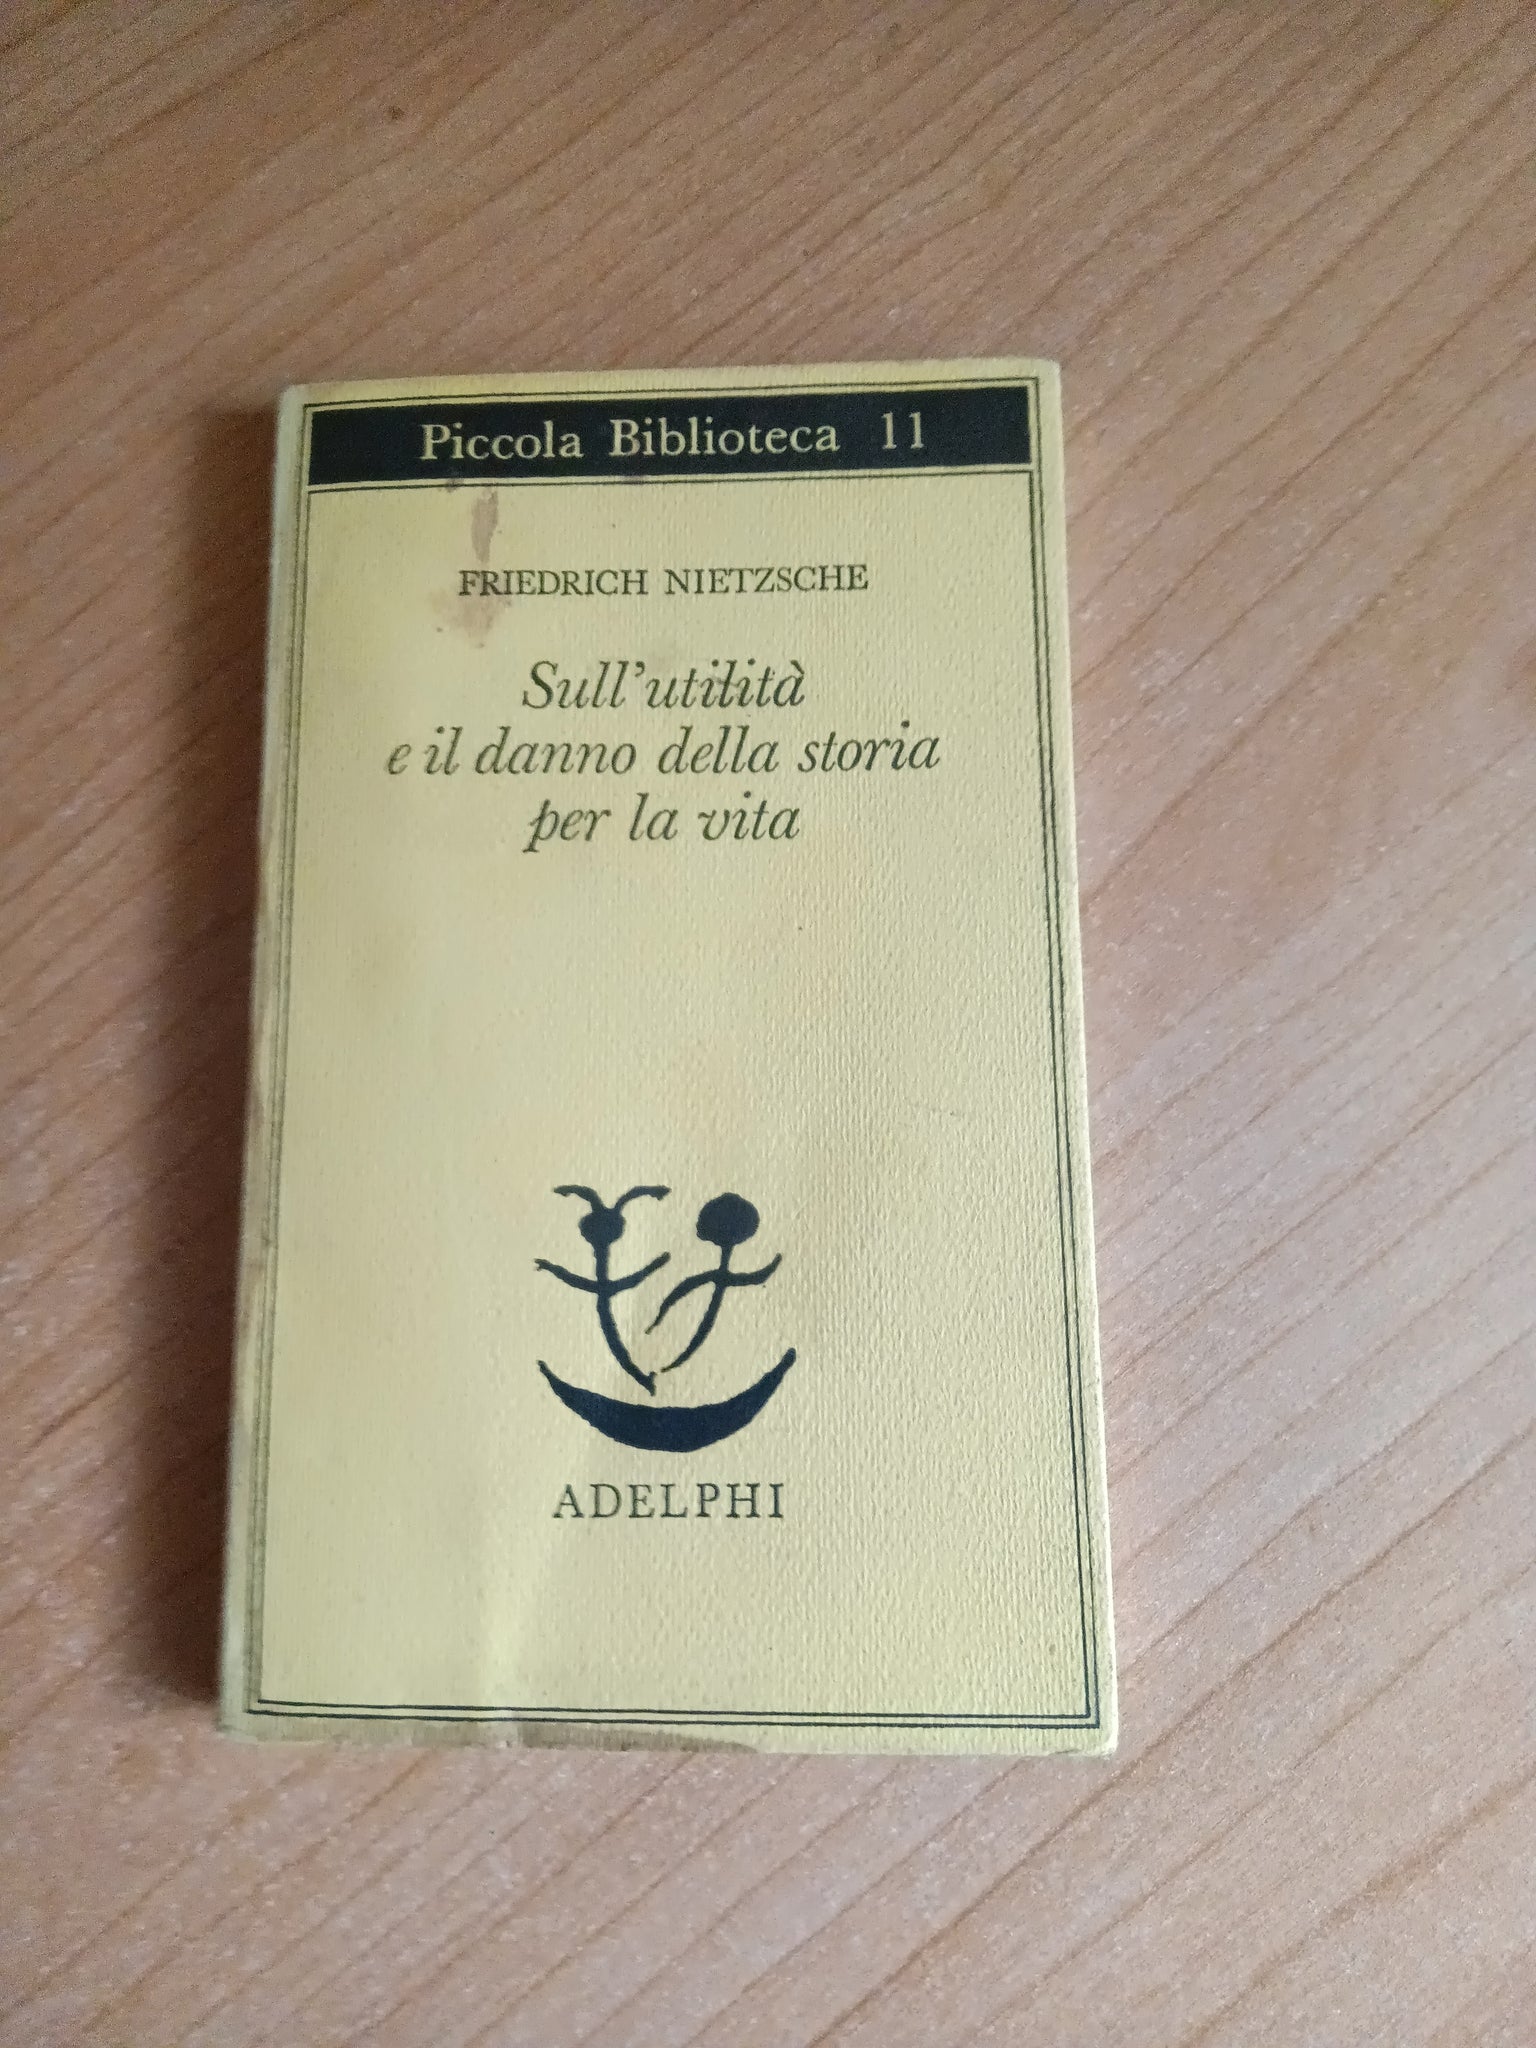 Piccola Biblioteca 11
FRIEDRICH NIETZSCHE
Sull'utilità
e il danno della storia
per la vita
ADELPHI